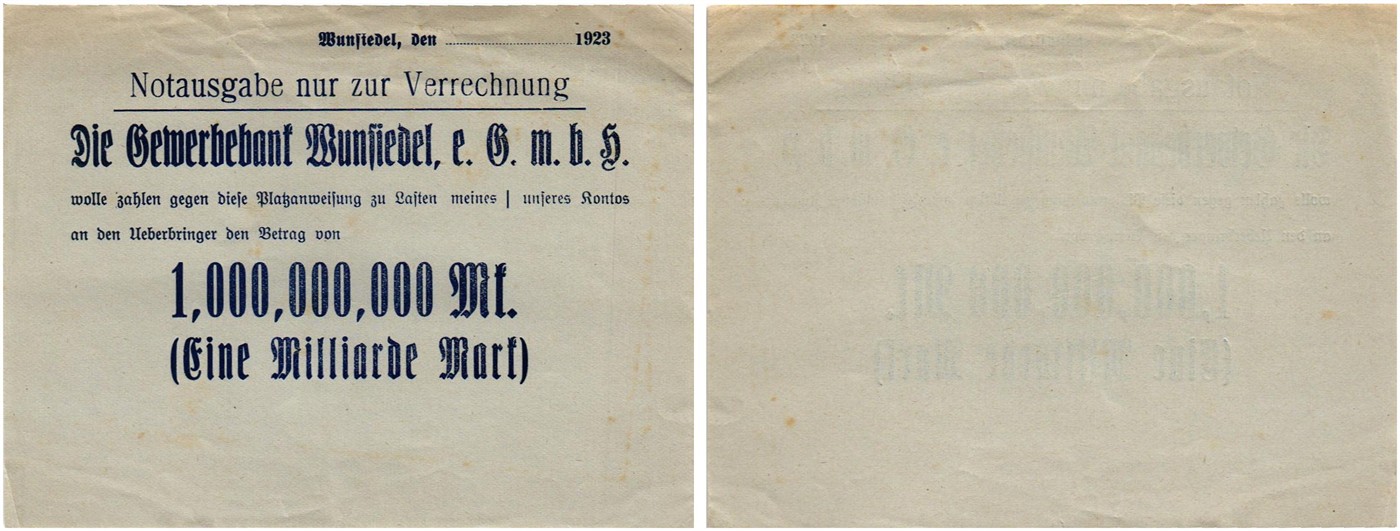 Wunsiedel, den ........................ 1923
Notausgabe nur zur Verrechnung
Die Gewerbebank Wunsiedel, e. G. m. b. H.
wolle zahlen gegen diese Platzanweisung zu Lasten meines | unseres Kontos
an den Ueberbringer den Betrag von
1,000,000,000 Mk.
(Eine Milliarde Mark)